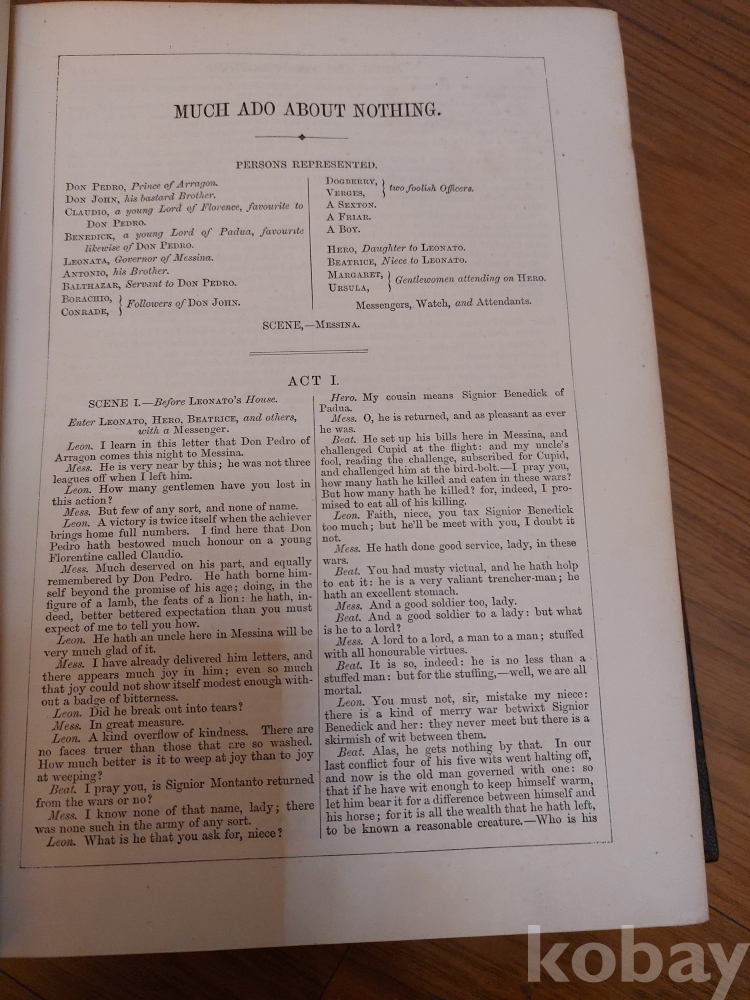 MUCH ADO ABOUT NOTHING.
PERSONS REPRESENTED.
DON PEDRO, Prince of Arragon.
DON JOHN, his bastard Brother.
CLAUDIO, a young Lord of Florence, favourite to
DON PEDRO.
BENEDICK, a young Lord of Padua, favourite
likewise of DON PEDRO.
LEONATA, Governor of Messina.
ANTONIO, his Brother.
BALTHAZAR, Servant to DON PEDRO.
BORACHIO,
CONRADE,
} Followers of DON JOHN.
DOGBERRY,
VERGES,
} two foolish Officers.
A SEXTON.
A FRIAR.
A BOY.
HERO, Daughter to LEONATO.
BEATRICE, Niece to LEONATO.
MARGARET,
URSULA,
} Gentlewomen attending on HERO.
Messengers, Watch, and Attendants.
SCENE,—MESSINA.
ACT I.
SCENE I.—Before LEONATO'S House.
Enter LEONATO, HERO, BEATRICE, and others,
with a Messenger.
Leon. I learn in this letter that Don Pedro of
Arragon comes this night to Messina.
Mess. He is very near by this; he was not three
leagues off when I left him.
Leon. How many gentlemen have you lost in
this action?
Mess. But few of any sort, and none of name.
Leon. A victory is twice itself when the achiever
brings home full numbers. I find here that Don
Pedro hath bestowed much honour on a young
Florentine called Claudio.
Mess. Much deserved on his part, and equally
remembered by Don Pedro. He hath borne him-
self beyond the promise of his age; doing, in the
figure of a lamb, the feats of a lion: he hath, in-
deed, better bettered expectation than you must
expect of me to tell you how.
Leon. He hath an uncle here in Messina will be
very much glad of it.
Mess. I have already delivered him letters, and
there appears much joy in him; even so much
that joy could not show itself modest enough with-
out a badge of bitterness.
Leon. Did he break out into tears?
Mess. In great measure.
Leon. A kind overflow of kindness. There are
no faces truer than those that are so washed.
How much better is it to weep at joy than to joy
at weeping?
Beat. I pray you, is Signior Montanto returned
from the wars or no?
Mess. I know none of that name, lady; there
was none such in the army of any sort.
Leon. What is he that you ask for, niece?
Hero. My cousin means Signior Benedick of
Padua.
Mess. O, he is returned, and as pleasant as ever
he was.
Beat. He set up his bills here in Messina, and
challenged Cupid at the flight: and my uncle's
fool, reading the challenge, subscribed for Cupid,
and challenged him at the bird-bolt.—I pray you,
how many hath he killed and eaten in these wars?
But how many hath he killed? for, indeed, I pro-
mised to eat all of his killing.
Leon. Faith, niece, you tax Signior Benedick
too much; but he'll be meet with you, I doubt it
not.
Mess. He hath done good service, lady, in these
wars.
Beat. You had musty victual, and he hath holp
to eat it: he is a very valiant trencher-man; he
hath an excellent stomach.
Mess. And a good soldier too, lady.
Beat. And a good soldier to a lady: but what
is he to a lord?
Mess. A lord to a lord, a man to a man; stuffed
with all honourable virtues.
Beat. It is so, indeed: he is no less than a
stuffed man: but for the stuffing,—well, we are all
mortal.
Leon. You must not, sir, mistake my niece:
there is a kind of merry war betwixt Signior
Benedick and her: they never meet but there is a
skirmish of wit between them.
Beat. Alas, he gets nothing by that. In our
last conflict four of his five wits went halting off,
and now is the old man governed with one: so
that if he have wit enough to keep himself warm,
let him bear it for a difference between himself and
his horse; for it is all the wealth that he hath left,
to be known a reasonable creature.—Who is his
kobay